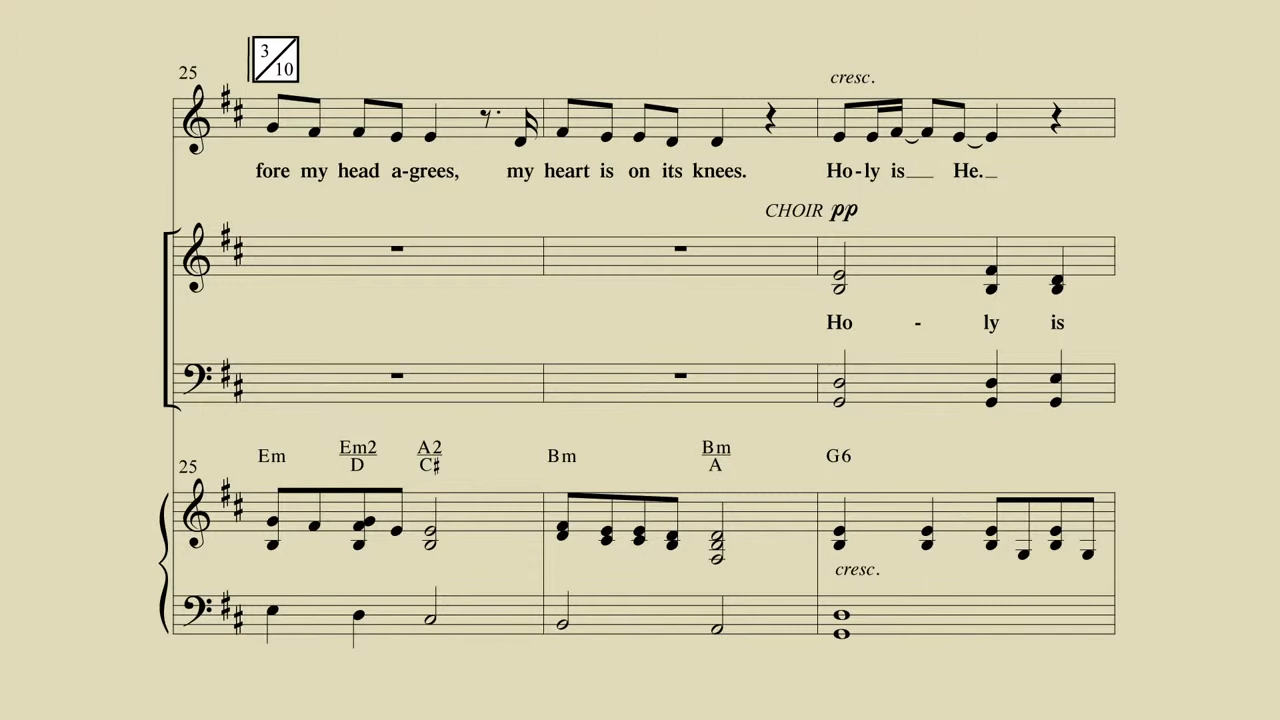 3
10
25
cresc.
fore my head a-grees, my heart is on its knees. Ho-ly is__ He._
CHOIR pp
Ho - ly is
Em Em2 A2 Bm Bm G6
D C♯ A
25
cresc.